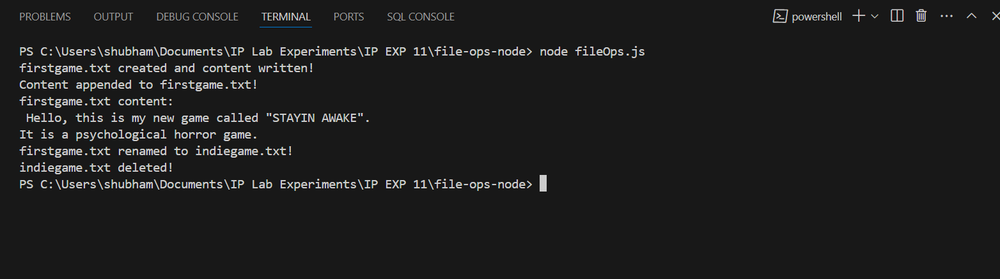 PROBLEMS OUTPUT DEBUG CONSOLE TERMINAL PORTS SQL CONSOLE powershell
PS C:\Users\shubham\Documents\IP Lab Experiments\IP EXP 11\file-ops-node> node fileOps.js
firstgame.txt created and content written!
Content appended to firstgame.txt!
firstgame.txt content:
 Hello, this is my new game called "STAYIN AWAKE".
It is a psychological horror game.
firstgame.txt renamed to indiegame.txt!
indiegame.txt deleted!
PS C:\Users\shubham\Documents\IP Lab Experiments\IP EXP 11\file-ops-node>